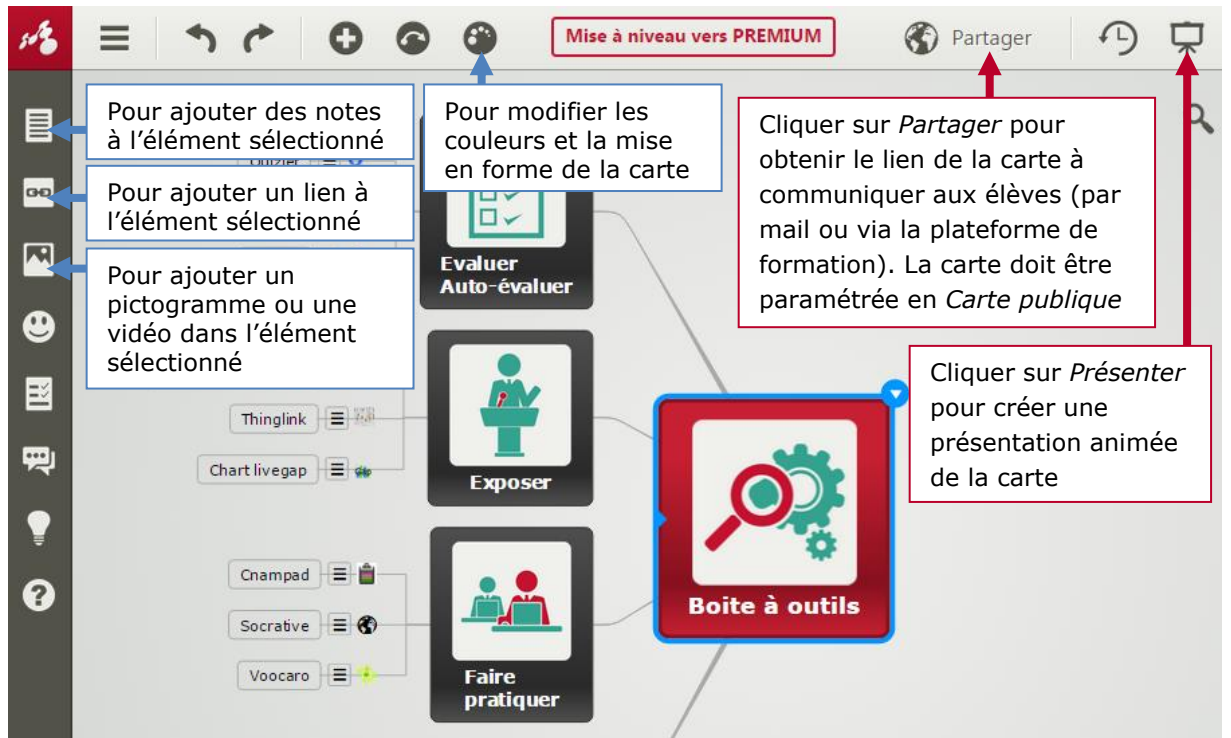 Mise à niveau vers PREMIUM
Partager
Pour ajouter des notes
à l’élément sélectionné
Pour modifier les
couleurs et la mise
en forme de la carte
Cliquer sur Partager pour
obtenir le lien de la carte à
communiquer aux élèves (par
mail ou via la plateforme de
formation). La carte doit être
paramétrée en Carte publique
Pour ajouter un lien à
l’élément sélectionné
Pour ajouter un
pictogramme ou une
vidéo dans l’élément
sélectionné
Evaluer
Auto-évaluer
Cliquer sur Présenter
pour créer une
présentation animée
de la carte
Thinglink
Chart livegap
Exposer
Boite à outils
Cnampad
Socrative
Voocaro
Faire
pratiquer